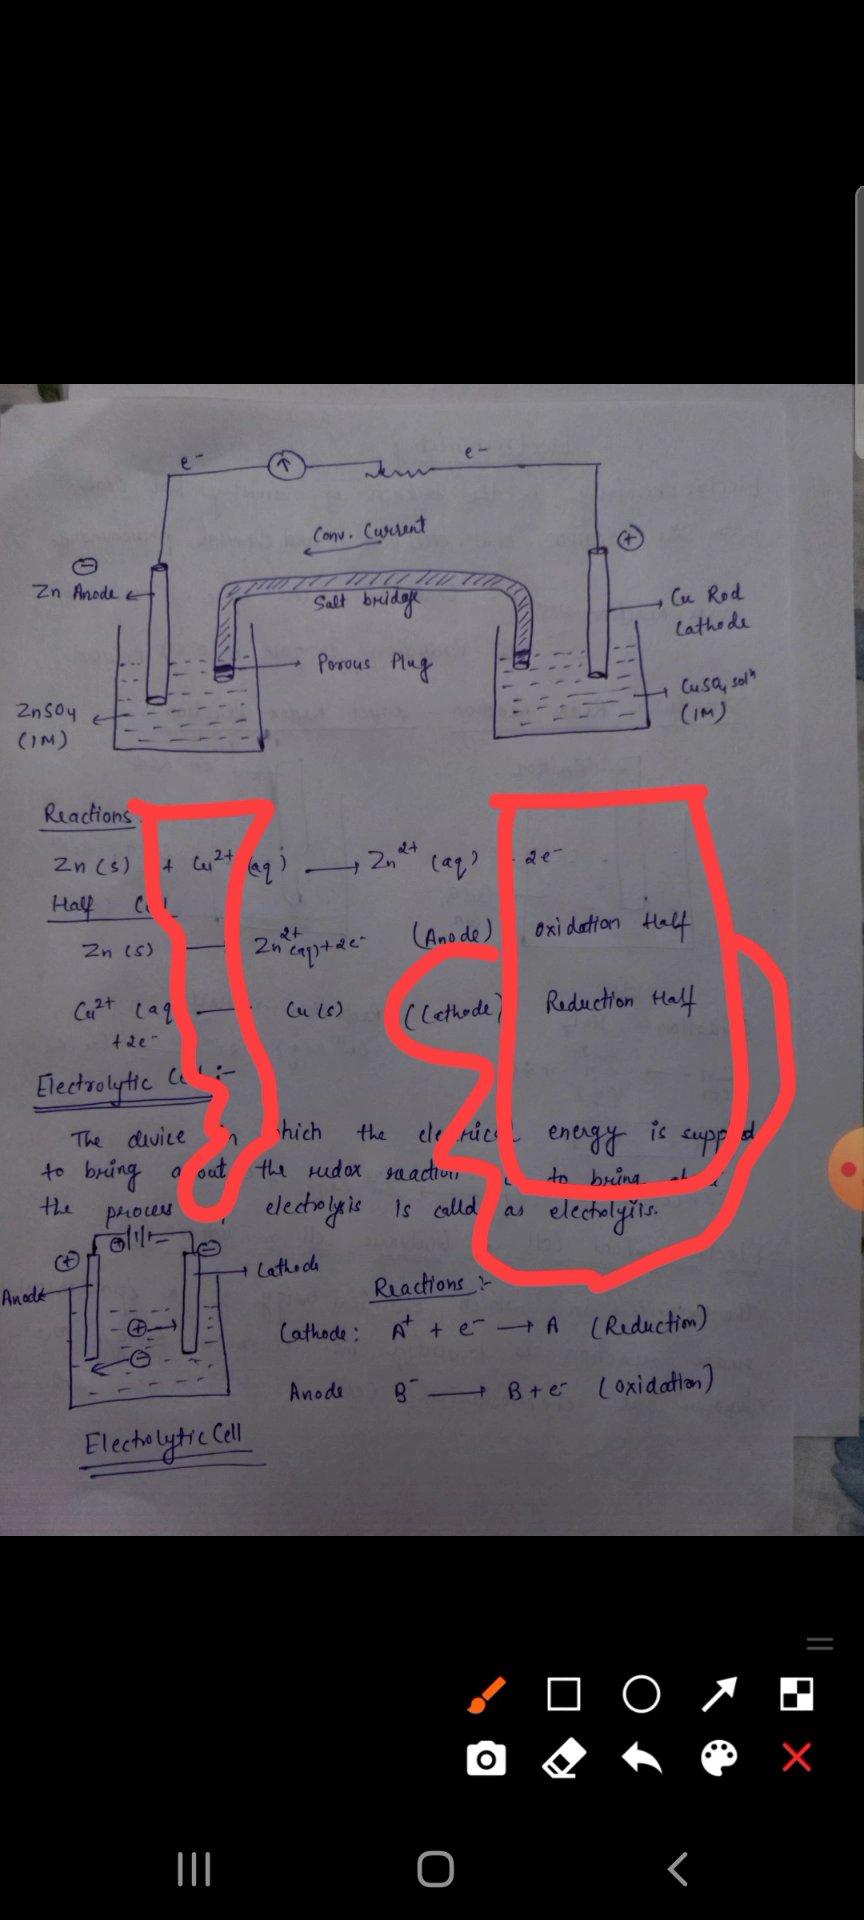 e⁻ e⁻
Conv. Current
⊖ ⊕
Zn Anode
Salt bridge
Cu Rod
Cathode
Porous Plug
ZnSO4
(1M)
CuSO4 solⁿ
(1M)
Reactions
Zn (s) + Cu²⁺ (aq) → Zn²⁺ (aq) 2e⁻
Half
Zn (s) — Zn²⁺(aq)+2e⁻ (Anode) Oxidation Half
Cu²⁺ (aq — Cu(s) (Cathode) Reduction Half
+2e⁻
Electrolytic :-
The device which the energy is
to bring the redox reaction to bring
the process electrolysis is called as electrolyiis.
⊕ ⊕ ⊖
Anode
Cathode
⊕→
←⊖
Reactions :-
Cathode: A⁺ + e⁻ → A (Reduction)
Anode B⁻ → B + e⁻ (Oxidation)
Electrolytic Cell